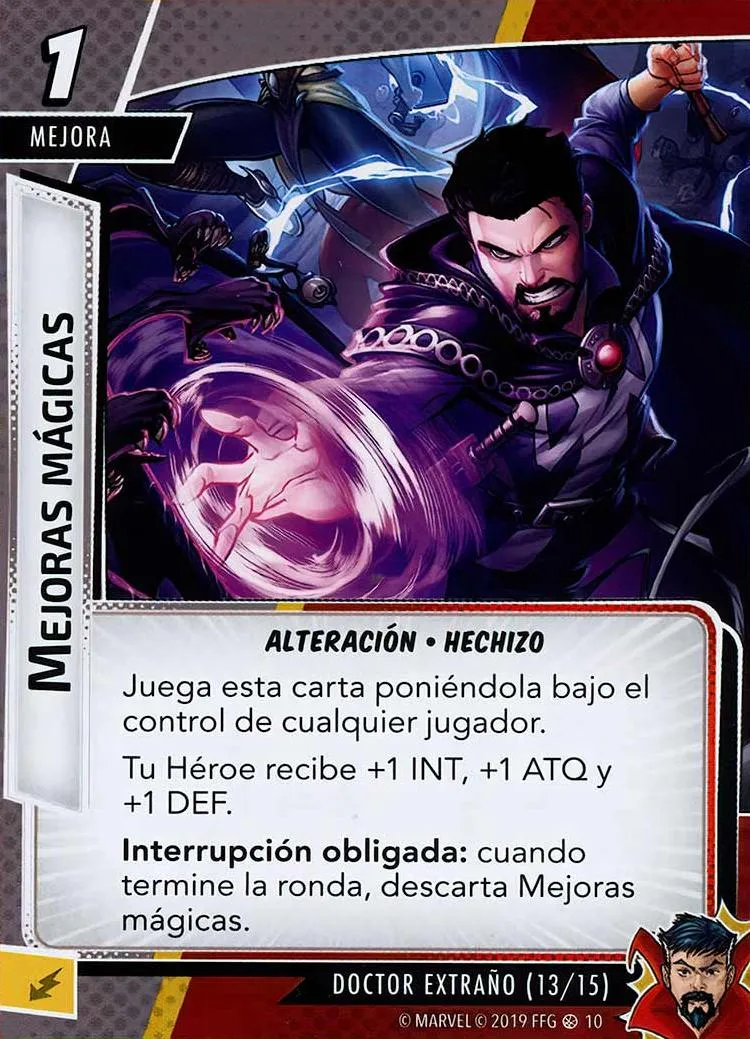 1
MEJORA
MEJORAS MÁGICAS
ALTERACIÓN • HECHIZO
Juega esta carta poniéndola bajo el
control de cualquier jugador.
Tu Héroe recibe +1 INT, +1 ATQ y
+1 DEF.
Interrupción obligada: cuando
termine la ronda, descarta Mejoras
mágicas.
DOCTOR EXTRAÑO (13/15)
© MARVEL © 2019 FFG 10